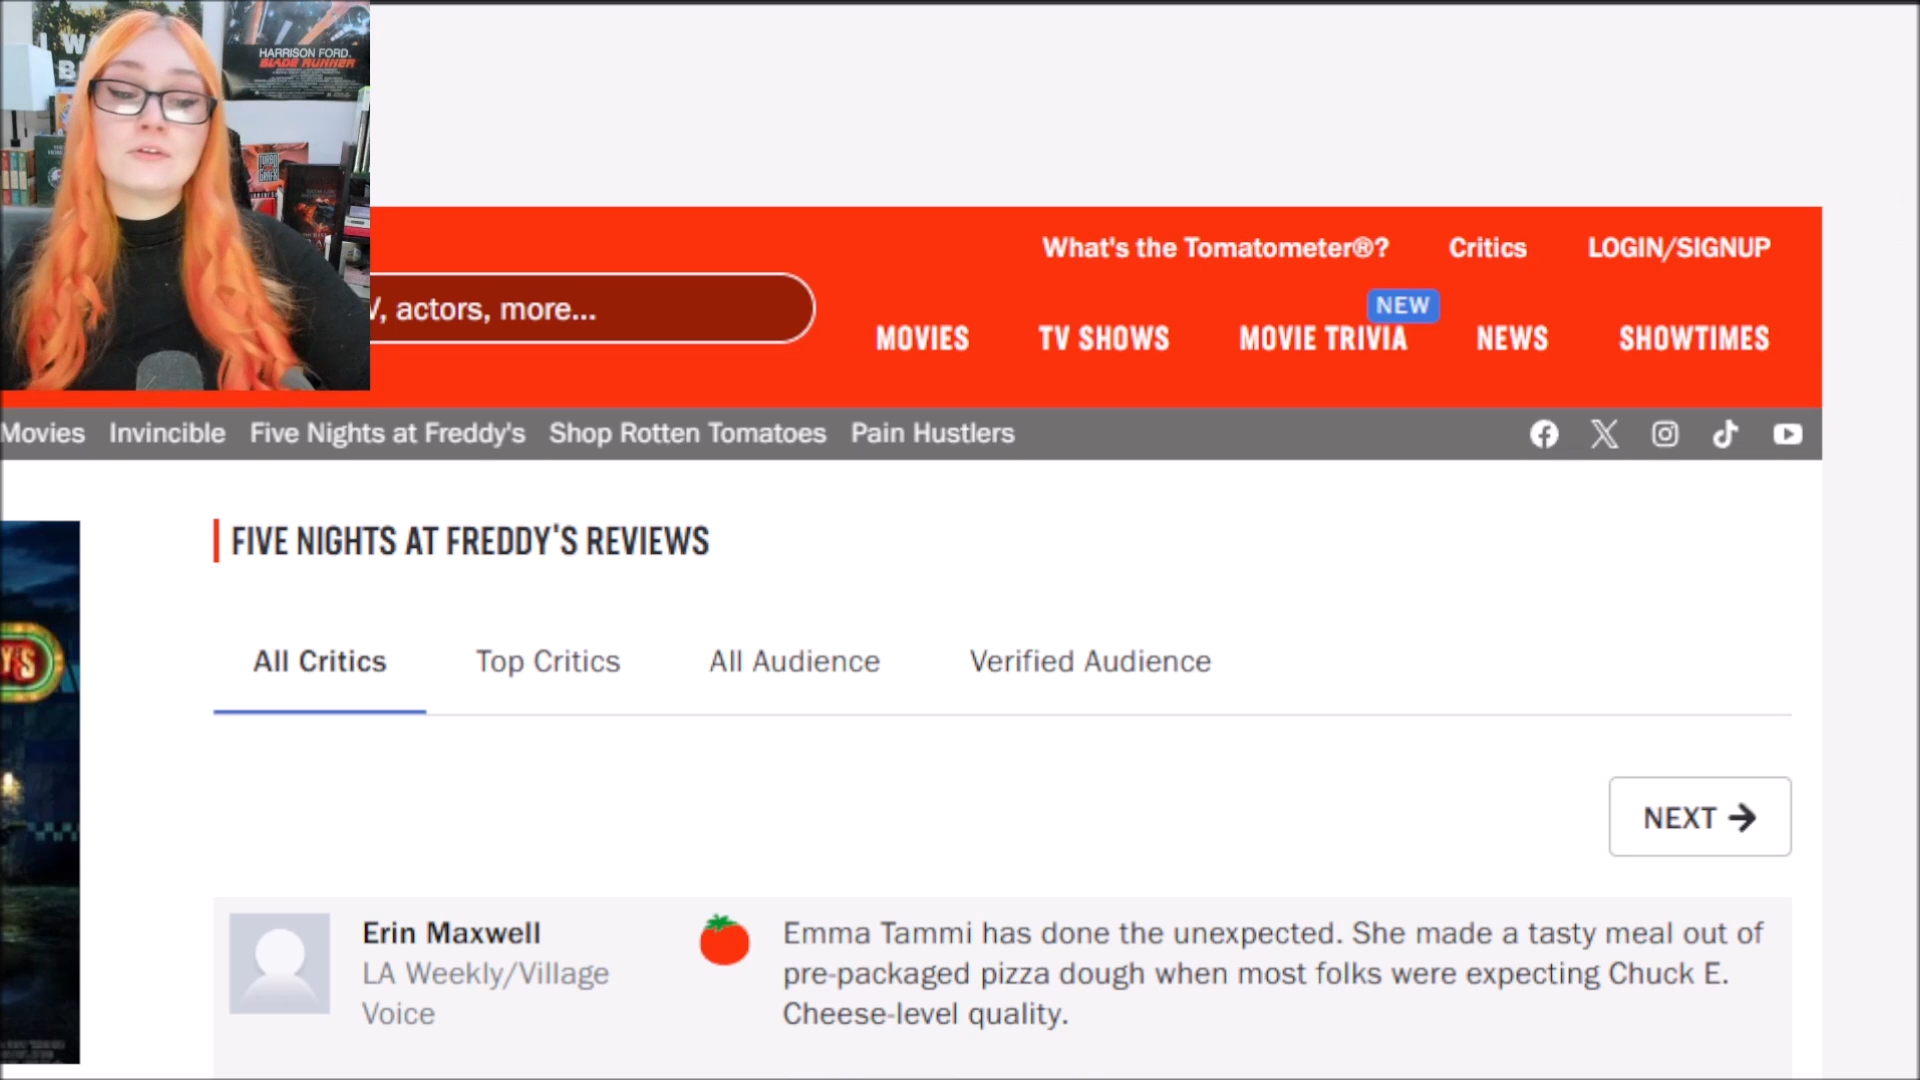 HARRISON FORD.
BLADE RUNNER
What's the Tomatometer®?
Critics
LOGIN/SIGNUP
V, actors, more...
MOVIES
TV SHOWS
MOVIE TRIVIA
NEW
NEWS
SHOWTIMES
Movies
Invincible
Five Nights at Freddy's
Shop Rotten Tomatoes
Pain Hustlers
FIVE NIGHTS AT FREDDY'S REVIEWS
Y'S
All Critics
Top Critics
All Audience
Verified Audience
NEXT
Erin Maxwell
LA Weekly/Village
Voice
Emma Tammi has done the unexpected. She made a tasty meal out of
pre-packaged pizza dough when most folks were expecting Chuck E.
Cheese-level quality.